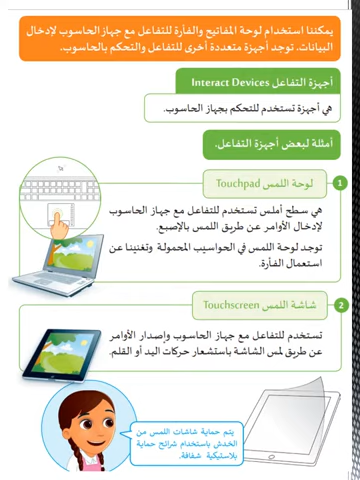 يمكننا استخدام لوحة المفاتيح والفأرة للتفاعل مع جهاز الحاسوب لإدخال
البيانات. توجد أجهزة متعددة أخرى للتفاعل والتحكم بالحاسوب.
أجهزة التفاعل Interact Devices
هي أجهزة تستخدم للتحكم بجهاز الحاسوب.
أمثلة لبعض أجهزة التفاعل.
1 لوحة اللمس Touchpad
هي سطح أملس تستخدم للتفاعل مع جهاز الحاسوب
لإدخال الأوامر عن طريق اللمس بالإصبع.
توجد لوحة اللمس في الحواسيب المحمولة وتغنينا عن
استعمال الفأرة.
2 شاشة اللمس Touchscreen
تستخدم للتفاعل مع جهاز الحاسوب وإصدار الأوامر
عن طريق لمس الشاشة باستشعار حركات اليد أو القلم.
يتم حماية شاشات اللمس من
الخدش باستخدام شرائح حماية
بلاستيكية شفافة.